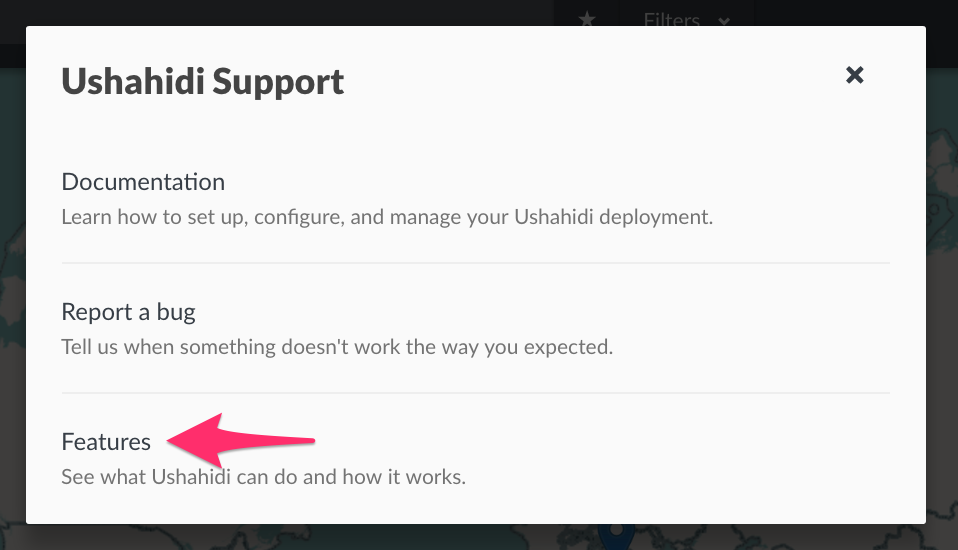 Filters
Ushahidi Support
Documentation
Learn how to set up, configure, and manage your Ushahidi deployment.
Report a bug
Tell us when something doesn't work the way you expected.
Features
See what Ushahidi can do and how it works.